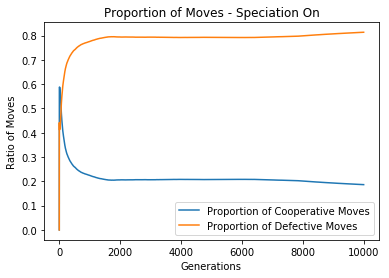 Proportion of Moves - Speciation On
Ratio of Moves
0.8
0.7
0.6
0.5
0.4
0.3
0.2
0.1
0.0
Proportion of Cooperative Moves
Proportion of Defective Moves
0 2000 4000 6000 8000 10000
Generations